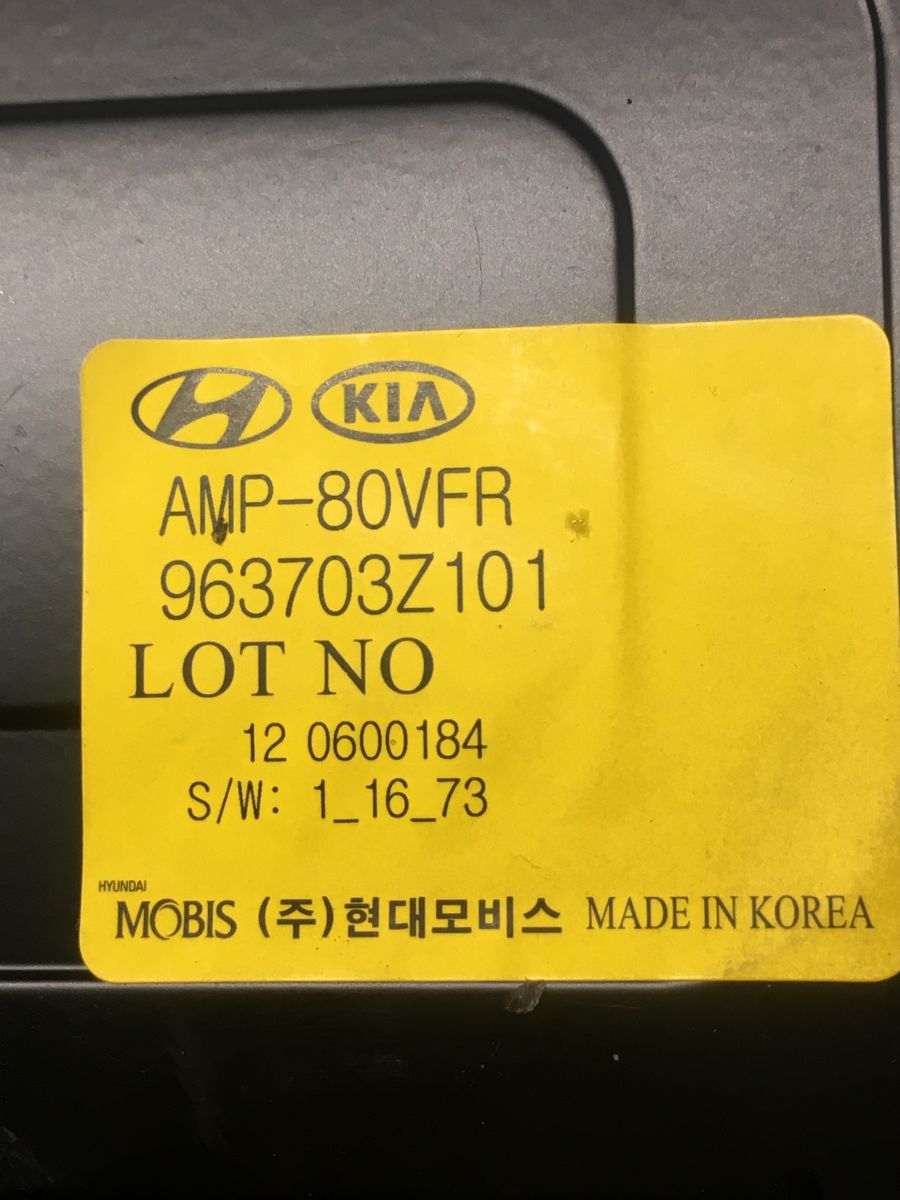 KIA
AMP-80VFR
963703Z101
LOT NO
12 0600184
S/W: 1_16_73
HYUNDAI
MOBIS (주)현대모비스 MADE IN KOREA